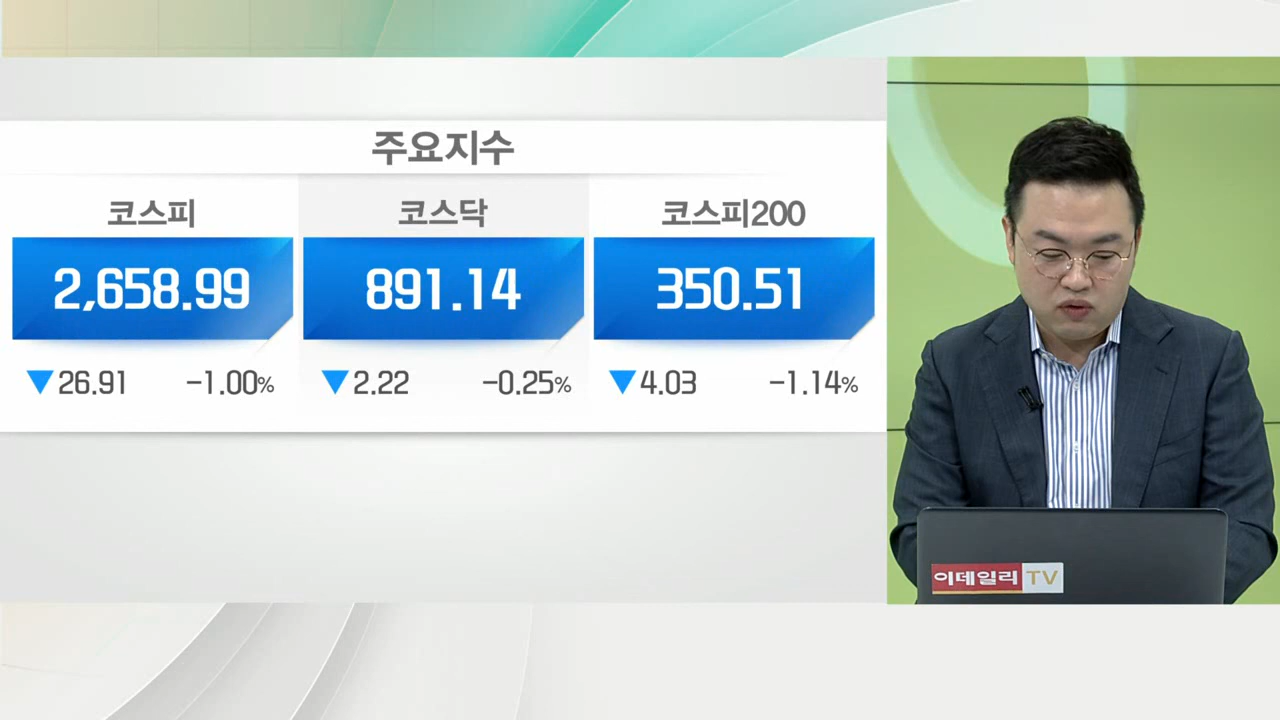 주요지수
코스피
코스닥
코스피200
2,658.99
891.14
350.51
▼26.91 -1.00%
▼2.22 -0.25%
▼4.03 -1.14%
이데일리TV